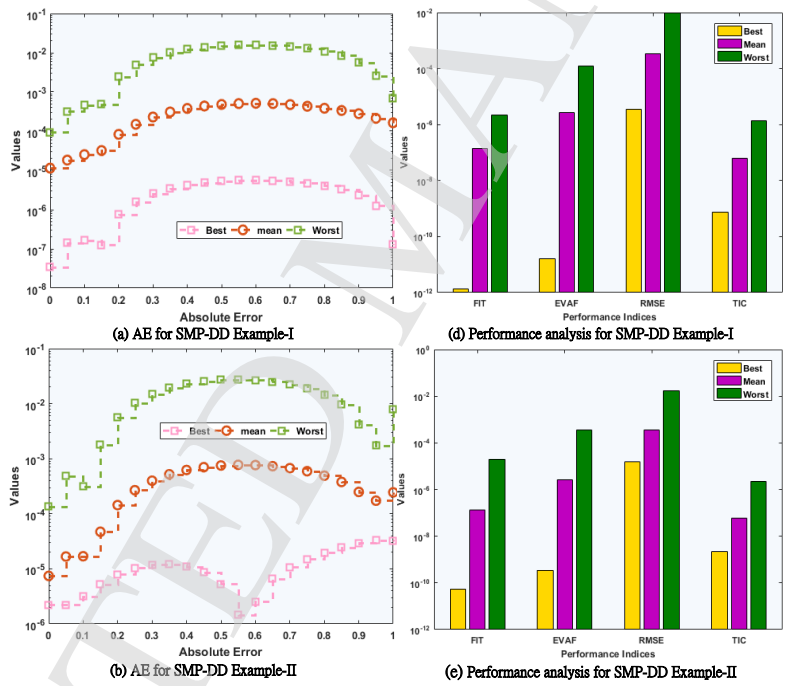 10^-1
10^-2
10^-3
10^-4
10^-5
10^-6
10^-7
10^-8
Values
Best mean Worst
0 0.1 0.2 0.3 0.4 0.5 0.6 0.7 0.8 0.9 1
Absolute Error
(a) AE for SMP-DD Example-I
10^-2
10^-4
10^-6
10^-8
10^-10
10^-12
Values
Best
Mean
Worst
FIT EVAF RMSE TIC
Performance Indices
(d) Performance analysis for SMP-DD Example-I
10^-1
10^-2
10^-3
10^-4
10^-5
10^-6
Values
Best mean Worst
0 0.1 0.2 0.3 0.4 0.5 0.6 0.7 0.8 0.9 1
Absolute Error
(b) AE for SMP-DD Example-II
10^0
10^-2
10^-4
10^-6
10^-8
10^-10
10^-12
Values
Best
Mean
Worst
FIT EVAF RMSE TIC
Performance Indices
(e) Performance analysis for SMP-DD Example-II
TED MA